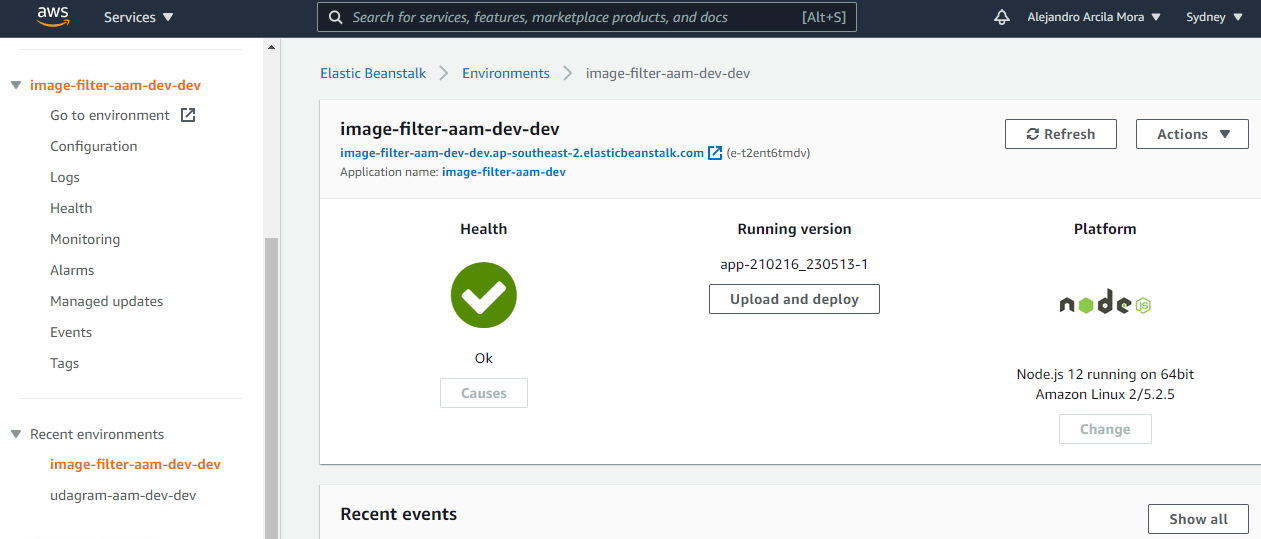 aws
Services
Search for services, features, marketplace products, and docs
[Alt+S]
Alejandro Arcila Mora
Sydney
image-filter-aam-dev-dev
Go to environment
Configuration
Logs
Health
Monitoring
Alarms
Managed updates
Events
Tags
Recent environments
image-filter-aam-dev-dev
udagram-aam-dev-dev
Elastic Beanstalk
Environments
image-filter-aam-dev-dev
image-filter-aam-dev-dev
image-filter-aam-dev-dev.ap-southeast-2.elasticbeanstalk.com (e-t2ent6tmdv)
Application name: image-filter-aam-dev
Refresh
Actions
Health
Ok
Causes
Running version
app-210216_230513-1
Upload and deploy
Platform
node JS
Node.js 12 running on 64bit
Amazon Linux 2/5.2.5
Change
Recent events
Show all